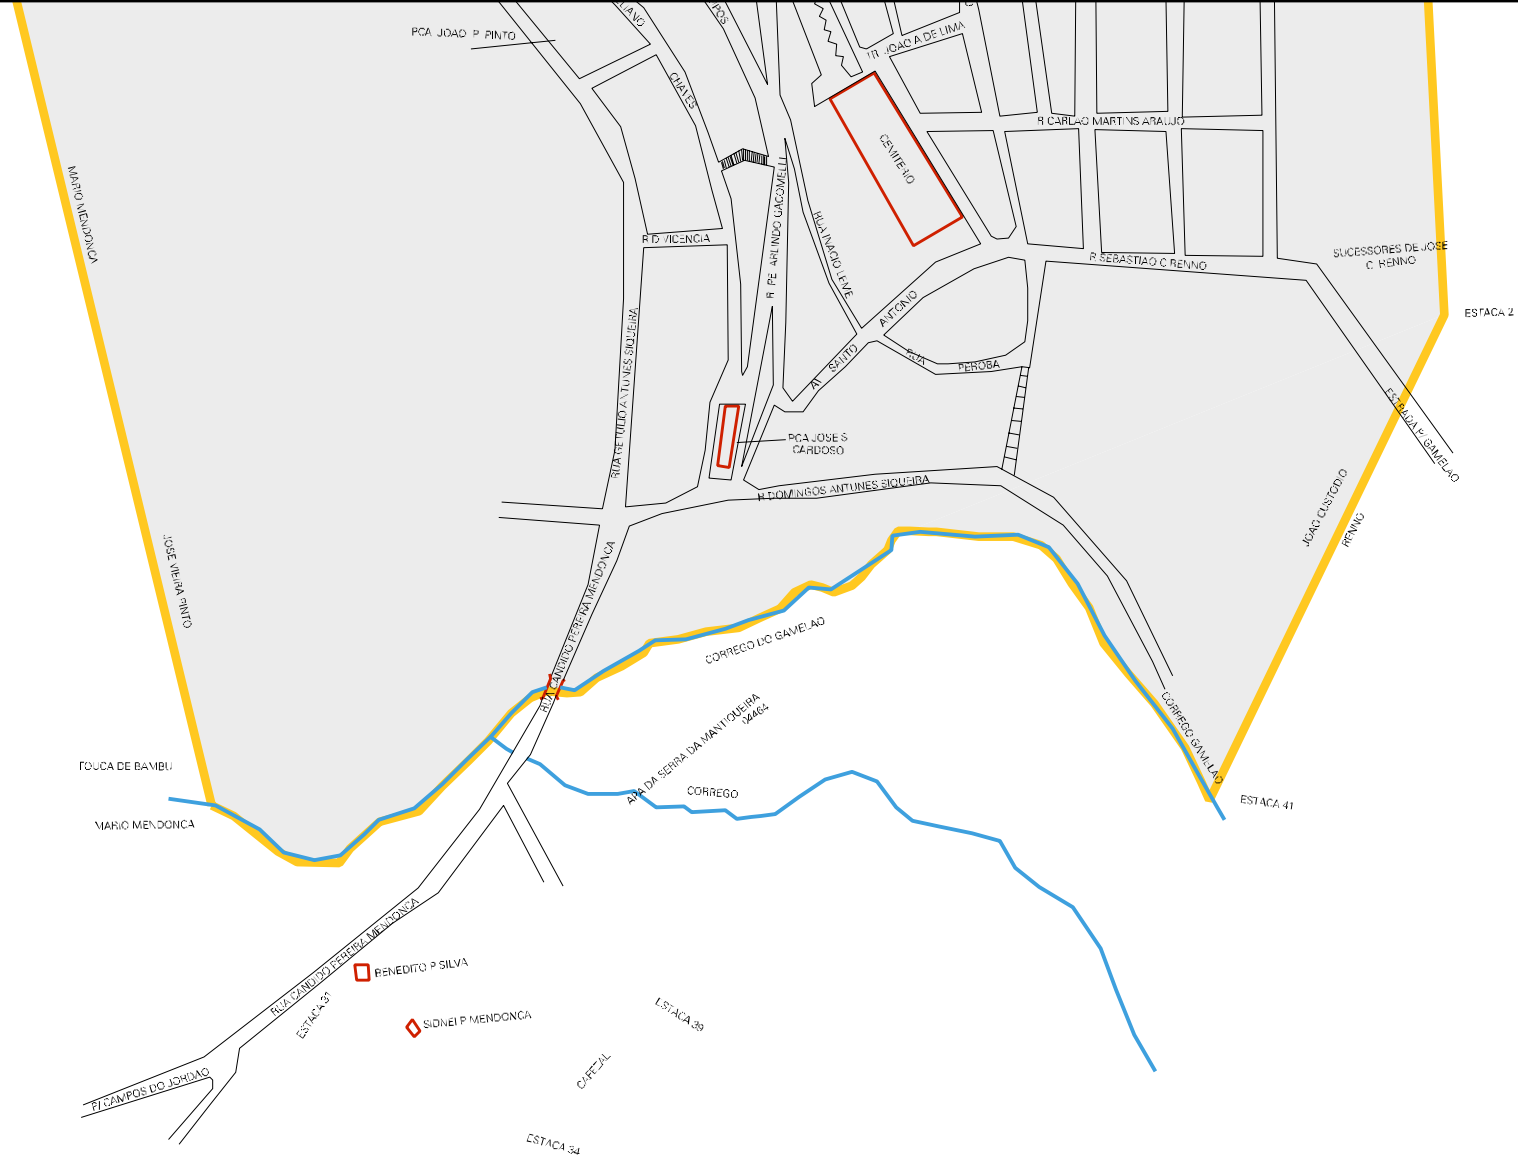 PCA JOAO P PINTO
CHAVES
R JOAO A DE LIMA
R CARLAO MARTINS ARAUJO
CEMITERIO
MARIO MENDONCA
R D VICENCIA
R PE ARLINDO GACOMELLI
RUA INACIO LEIVE
R SEBASTIAO C RENNO
SUCESSORES DE JOSE
C RENNO
ESTACA 2
AV SANTO ANTONIO
RUA PEROBA
RUA GETULIO ANTUNES SIQUEIRA
PCA JOSE S
CARDOSO
ESTRADA P/ GAMELAO
R DOMINGOS ANTUNES SIQUEIRA
JOAO CUSTODIO
RENNO
JOSE VIEIRA PINTO
RUA CANDIDO PEREIRA MENDONCA
CORREGO DO GAMELAO
APA DA SERRA DA MANTIQUEIRA
04464
CORREGO GAMELAO
TOUCA DE BAMBU
CORREGO
ESTACA 41
MARIO MENDONCA
RUA CANDIDO PEREIRA MENDONCA
BENEDITO P SILVA
ESTACA 31
SIDNEI P MENDONCA
ESTACA 39
CAFEZAL
P/ CAMPOS DO JORDAO
ESTACA 34